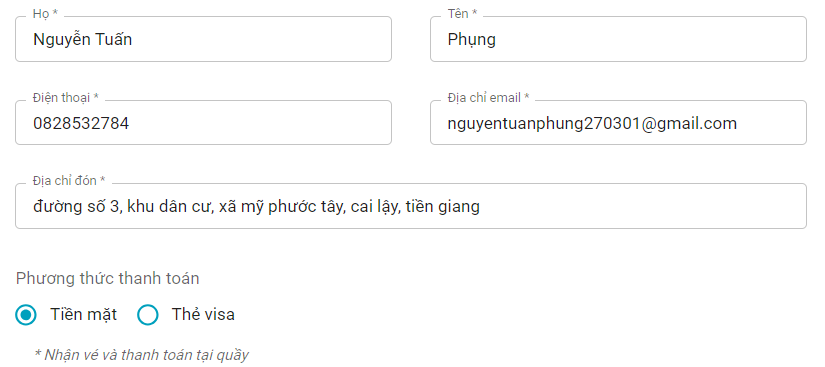 Họ * Tên *
Nguyễn Tuấn Phụng
Điện thoại * Địa chỉ email *
0828532784 nguyentuanphung270301@gmail.com
Địa chỉ đón *
đường số 3, khu dân cư, xã mỹ phước tây, cai lậy, tiền giang
Phương thức thanh toán
Tiền mặt Thẻ visa
* Nhận vé và thanh toán tại quầy